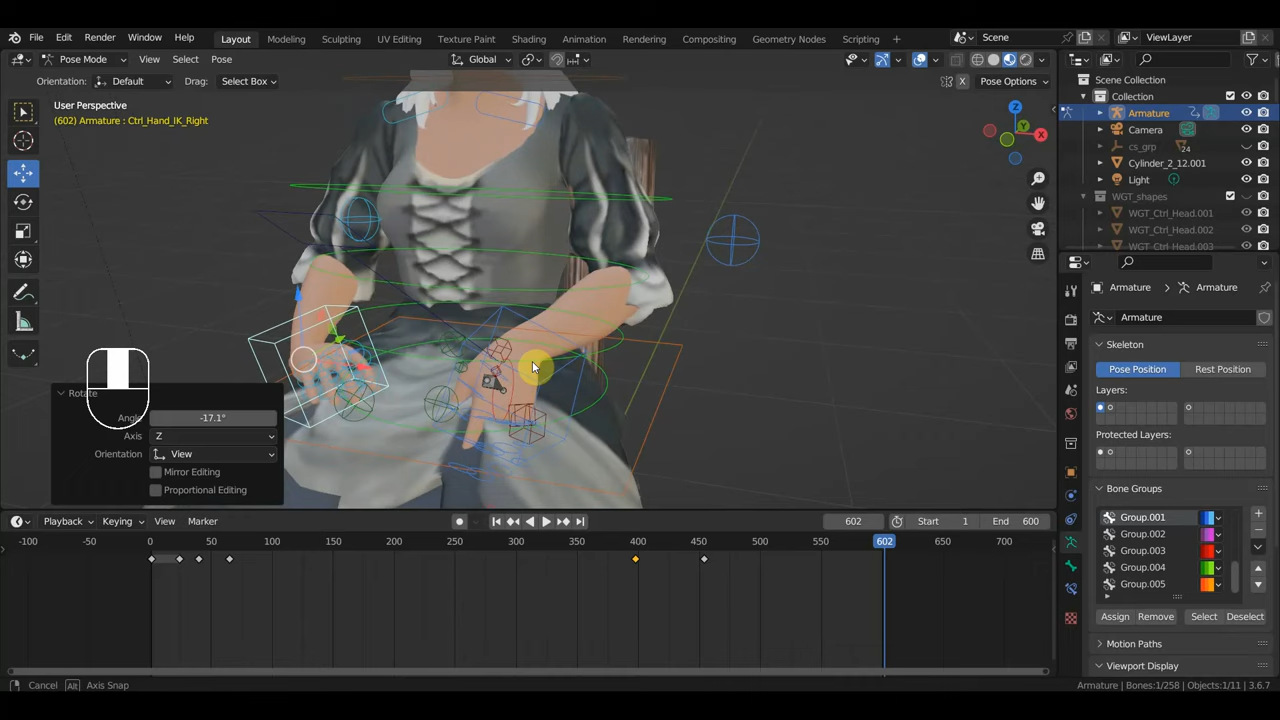 File Edit Render Window Help Layout Modeling Sculpting UV Editing Texture Paint Shading Animation Rendering Compositing Geometry Nodes Scripting + Scene ViewLayer
Pose Mode View Select Pose Global
Orientation: Default Drag: Select Box X Pose Options
User Perspective
(602) Armature : Ctrl_Hand_IK_Right
Z
Y
X
Rotate
Angle -17.1°
Axis Z
Orientation View
Mirror Editing
Proportional Editing
Scene Collection
Collection
Armature
Camera
cs_grp 24
Cylinder_2_12.001
Light
WGT_shapes
WGT_Ctrl_Head.001
WGT_Ctrl_Head.002
WGT_Ctrl_Head.003
Armature Armature
Armature
Skeleton
Pose Position Rest Position
Layers:
Protected Layers:
Bone Groups
Group.001
Group.002
Group.003
Group.004
Group.005
Assign Remove Select Deselect
Motion Paths
Viewport Display
Playback Keying View Marker 602 Start 1 End 600
-100 -50 0 50 100 150 200 250 300 350 400 450 500 550 602 650 700
Cancel Alt Axis Snap
Armature | Bones:1/258 | Objects:1/11 | 3.6.7